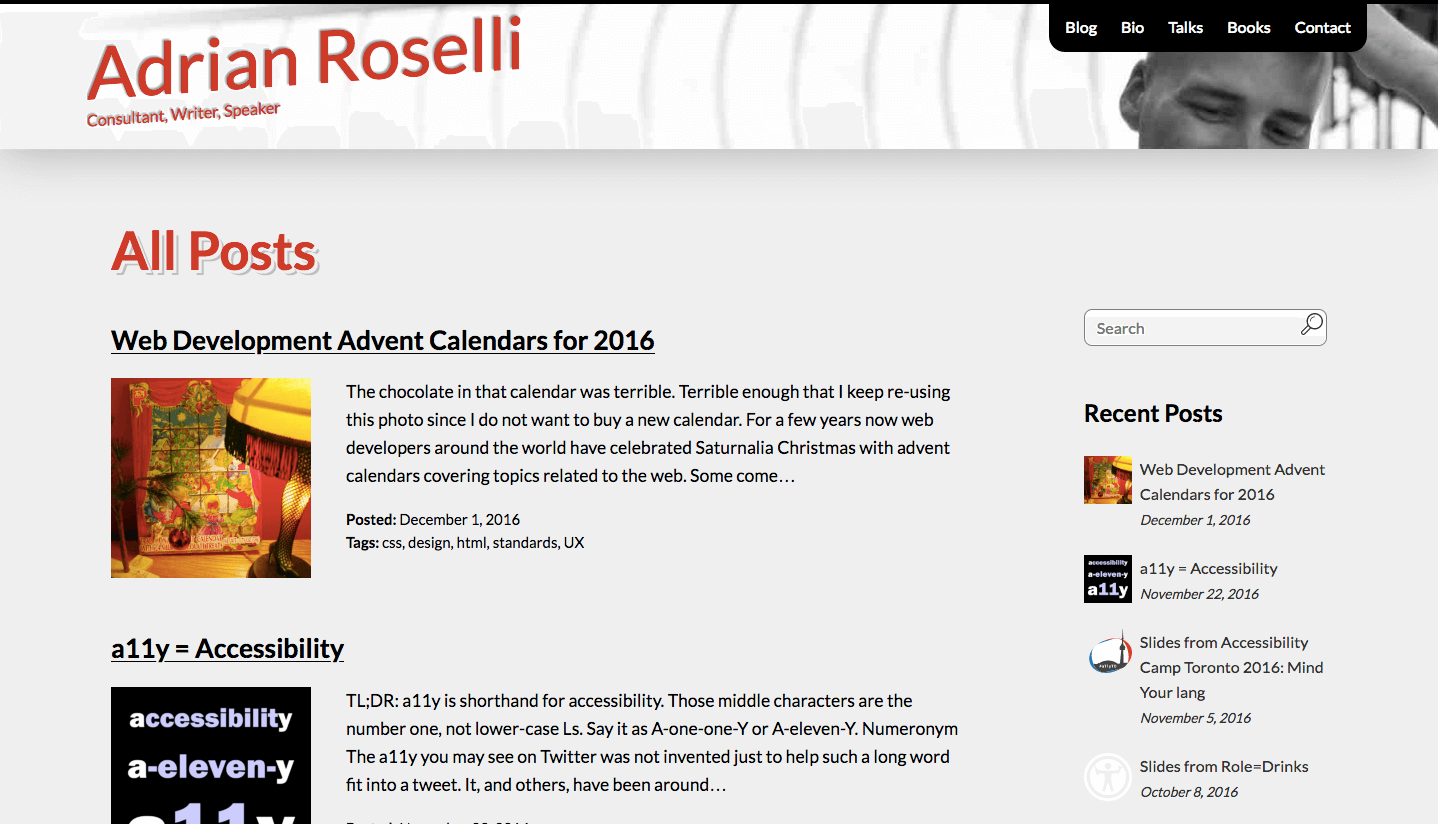 Adrian Roselli
Consultant, Writer, Speaker
Blog Bio Talks Books Contact
All Posts
Web Development Advent Calendars for 2016
The chocolate in that calendar was terrible. Terrible enough that I keep re-using
this photo since I do not want to buy a new calendar. For a few years now web
developers around the world have celebrated Saturnalia Christmas with advent
calendars covering topics related to the web. Some come…
Posted: December 1, 2016
Tags: css, design, html, standards, UX
a11y = Accessibility
accessibility
a-eleven-y
a11y
TL;DR: a11y is shorthand for accessibility. Those middle characters are the
number one, not lower-case Ls. Say it as A-one-one-Y or A-eleven-Y. Numeronym
The a11y you may see on Twitter was not invented just to help such a long word
fit into a tweet. It, and others, have been around…
Search
Recent Posts
Web Development Advent
Calendars for 2016
December 1, 2016
accessibility
a-eleven-y
a11y
a11y = Accessibility
November 22, 2016
Slides from Accessibility
Camp Toronto 2016: Mind
Your lang
November 5, 2016
Slides from Role=Drinks
October 8, 2016